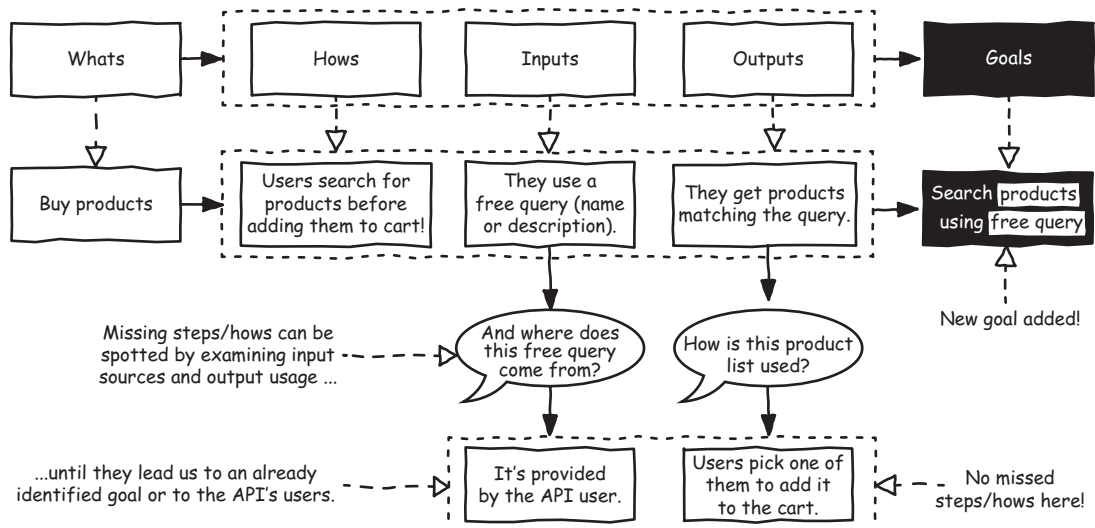 Whats
Hows
Inputs
Outputs
Goals
Buy products
Users search for
products before
adding them to cart!
They use a
free query (name
or description).
They get products
matching the query.
Search products
using free query
New goal added!
Missing steps/hows can be
spotted by examining input
sources and output usage ...
And where does
this free query
come from?
How is this product
list used?
...until they lead us to an already
identified goal or to the API's users.
It's provided
by the API user.
Users pick one of
them to add it
to the cart.
No missed
steps/hows here!